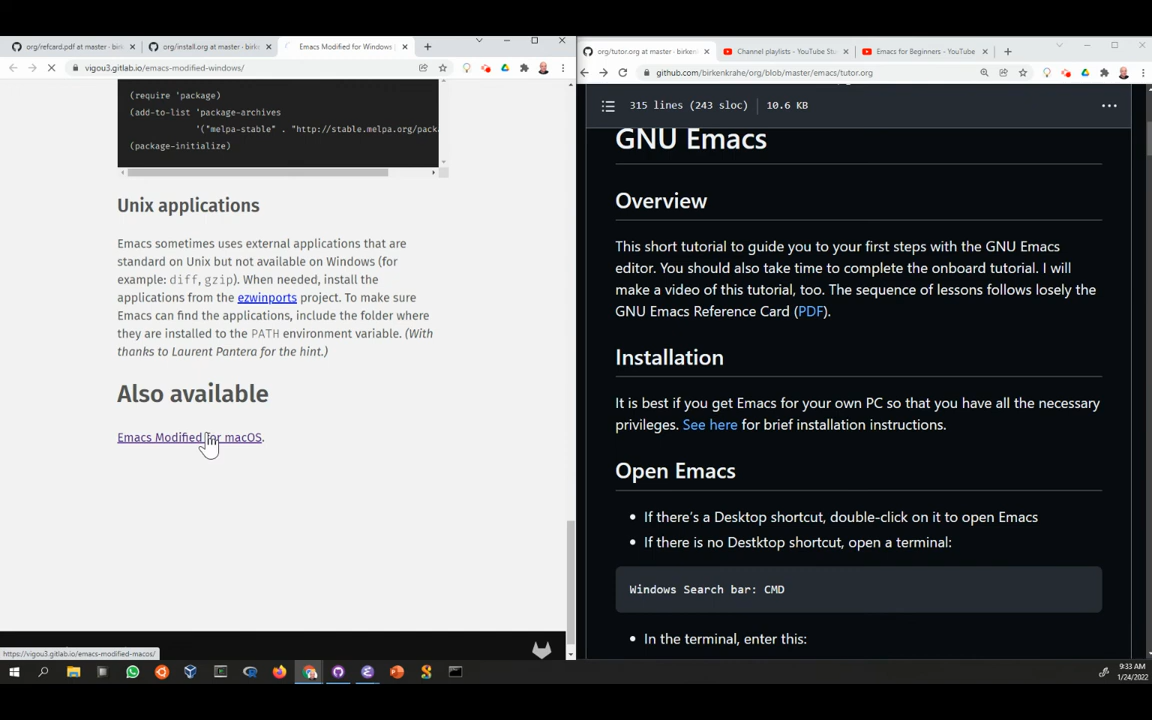 org/refcard.pdf at master · birk
org/install.org at master · birke
Emacs Modified for Windows
vigou3.gitlab.io/emacs-modified-windows/
(require 'package)
(add-to-list 'package-archives
'("melpa-stable" . "http://stable.melpa.org/pack
(package-initialize)
Unix applications
Emacs sometimes uses external applications that are
standard on Unix but not available on Windows (for
example: diff, gzip). When needed, install the
applications from the ezwinports project. To make sure
Emacs can find the applications, include the folder where
they are installed to the PATH environment variable. (With
thanks to Laurent Pantera for the hint.)
Also available
Emacs Modified for macOS.
https://vigou3.gitlab.io/emacs-modified-macos/
org/tutor.org at master · birken
Channel playlists - YouTube Stu
Emacs for Beginners - YouTube
github.com/birkenkrahe/org/blob/master/emacs/tutor.org
315 lines (243 sloc)
10.6 KB
GNU Emacs
Overview
This short tutorial to guide you to your first steps with the GNU Emacs
editor. You should also take time to complete the onboard tutorial. I will
make a video of this tutorial, too. The sequence of lessons follows losely the
GNU Emacs Reference Card (PDF).
Installation
It is best if you get Emacs for your own PC so that you have all the necessary
privileges. See here for brief installation instructions.
Open Emacs
• If there's a Desktop shortcut, double-click on it to open Emacs
• If there is no Destktop shortcut, open a terminal:
Windows Search bar: CMD
• In the terminal, enter this:
9:33 AM
1/24/2022